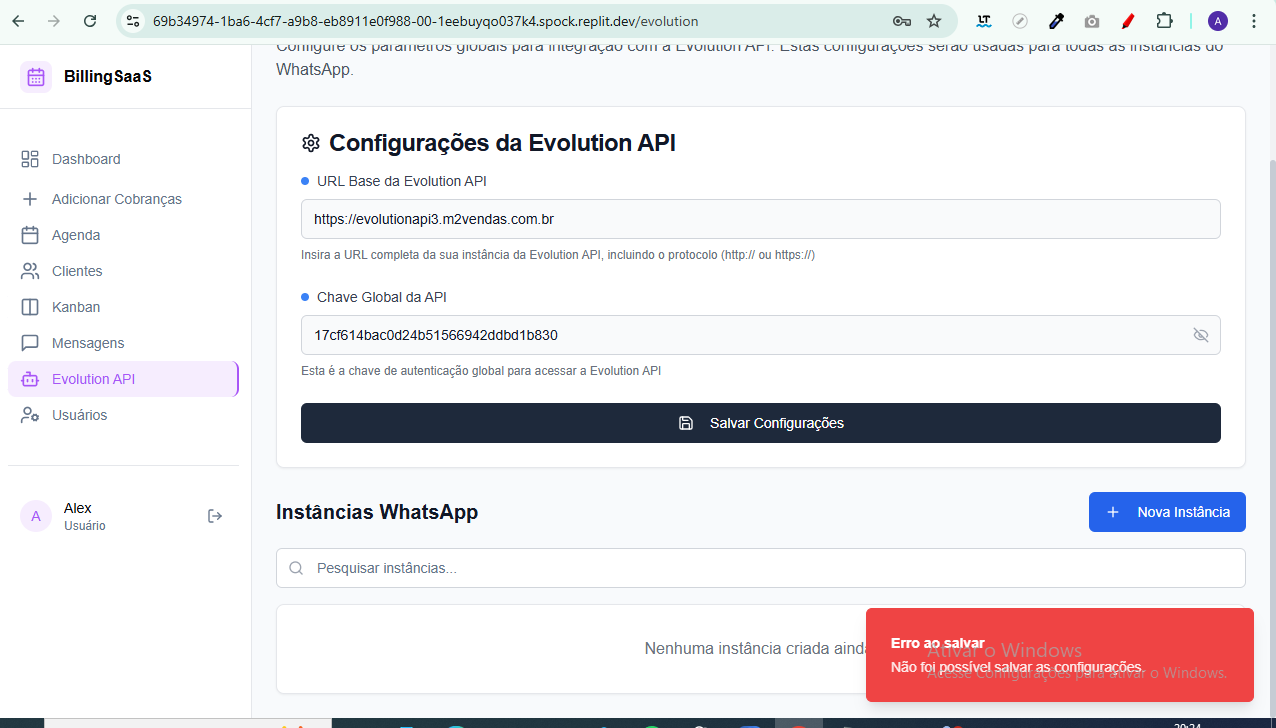 69b34974-1ba6-4cf7-a9b8-eb8911e0f988-00-1eebuyqo037k4.spock.replit.dev/evolution
LT
A
Configure os parâmetros globais para integração com a Evolution API. Estas configurações serão usadas para todas as instâncias do
WhatsApp.
BillingSaaS
Dashboard
Adicionar Cobranças
Agenda
Clientes
Kanban
Mensagens
Evolution API
Usuários
A
Alex
Usuário
Configurações da Evolution API
URL Base da Evolution API
https://evolutionapi3.m2vendas.com.br
Insira a URL completa da sua instância da Evolution API, incluindo o protocolo (http:// ou https://)
Chave Global da API
17cf614bac0d24b51566942ddbd1b830
Esta é a chave de autenticação global para acessar a Evolution API
Salvar Configurações
Instâncias WhatsApp
Nova Instância
Pesquisar instâncias...
Nenhuma instância criada ainda
Erro ao salvar
Não foi possível salvar as configurações.
Ativar o Windows
Acesse Configurações para ativar o Windows.